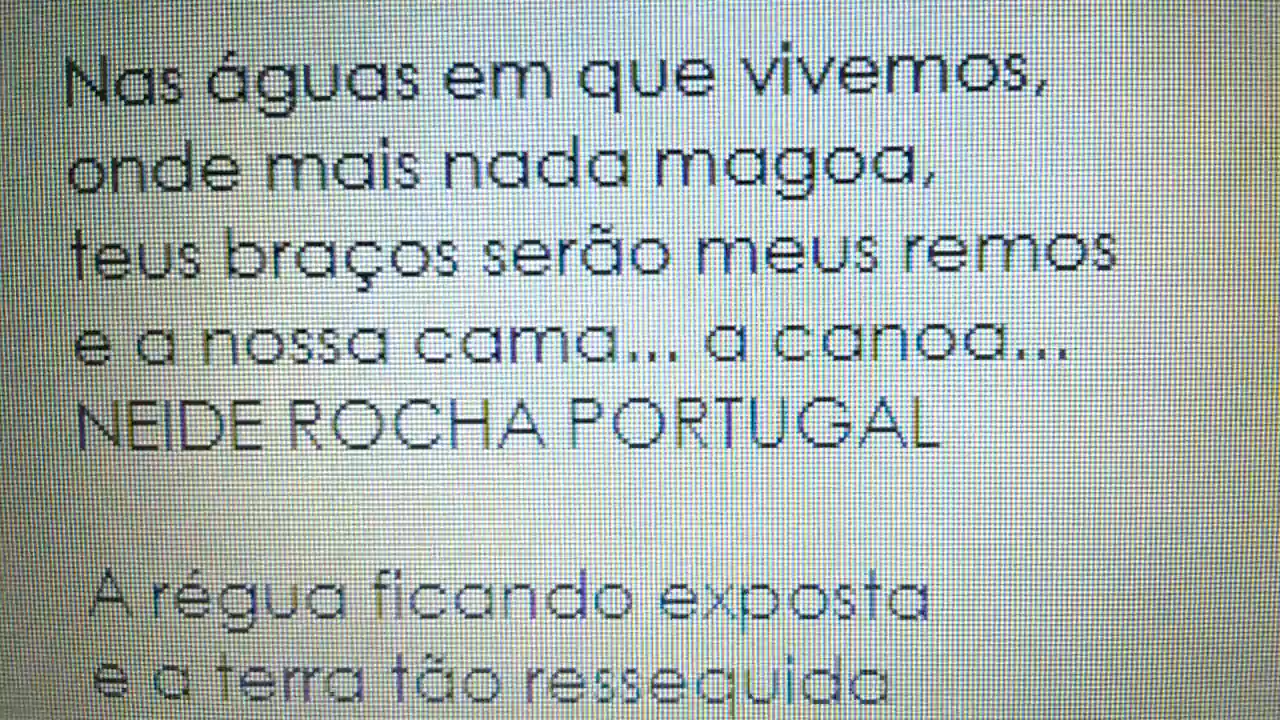 Nas águas em que vivemos,
onde mais nada magoa,
teus braços serão meus remos
e a nossa cama... a canoa...
NEIDE ROCHA PORTUGAL
A régua ficando exposta
e a terra tão ressequida